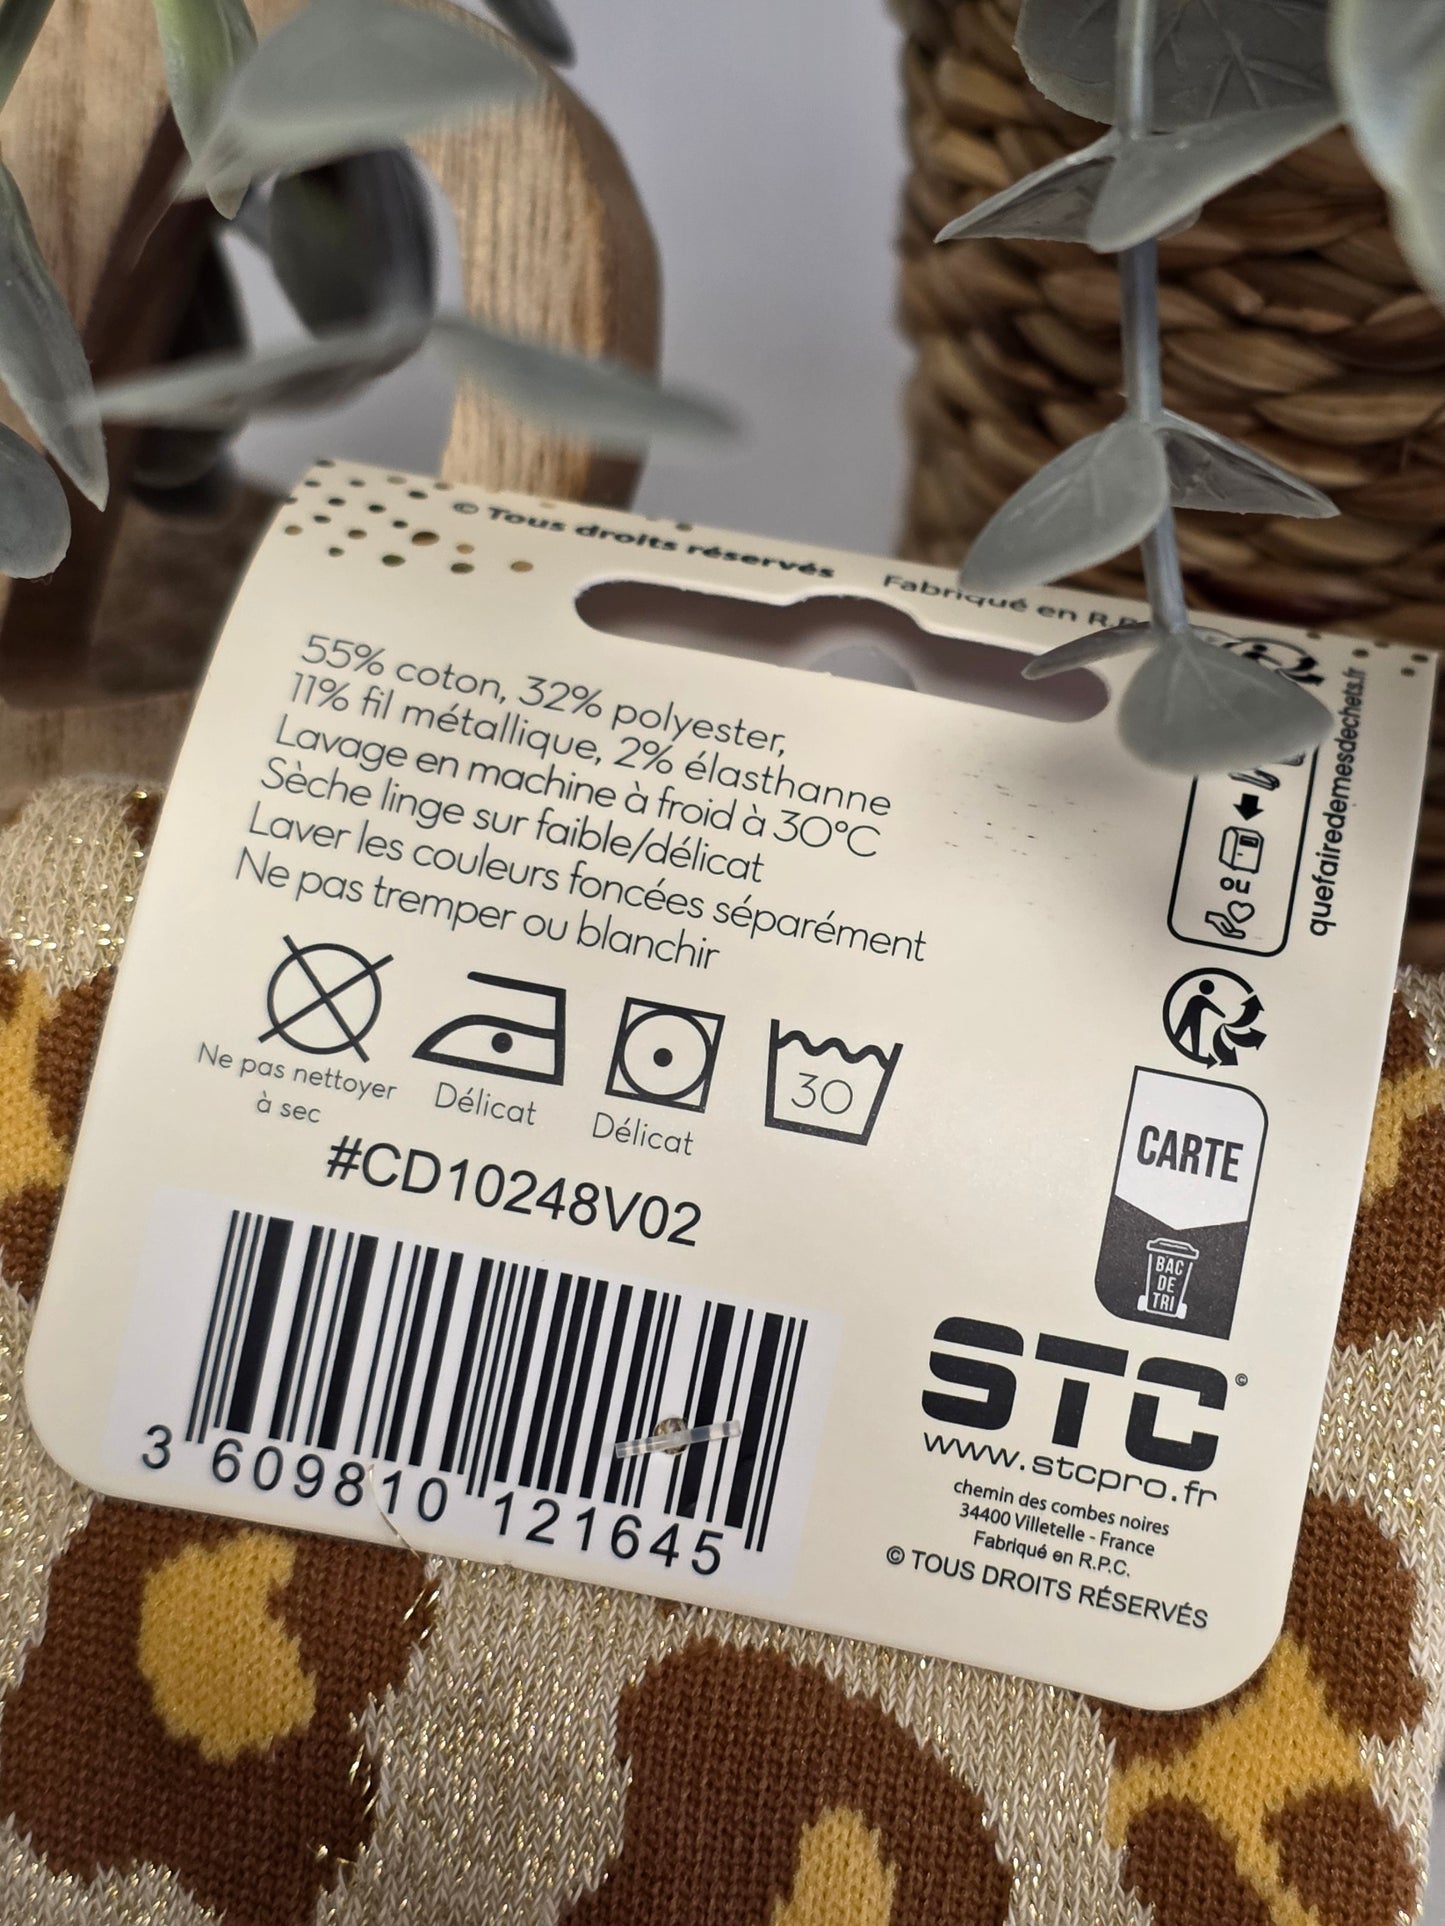 © Tous droits réservés Fabriqué en
55% coton, 32% polyester,
11% fil métallique, 2% élasthanne
Lavage en machine à froid à 30°C
Sèche linge sur faible/délicat
Laver les couleurs foncées séparément
Ne pas tremper ou blanchir
30
Ne pas nettoyer
à sec
Délicat
Délicat
#CD10248V02
3 609810 121645
quefairedemesdechets.fr
OU
CARTE
BAC
DE
TRI
STC©
www.stcpro.fr
chemin des combes noires
34400 Villetelle - France
Fabriqué en R.P.C.
© TOUS DROITS RÉSERVÉS